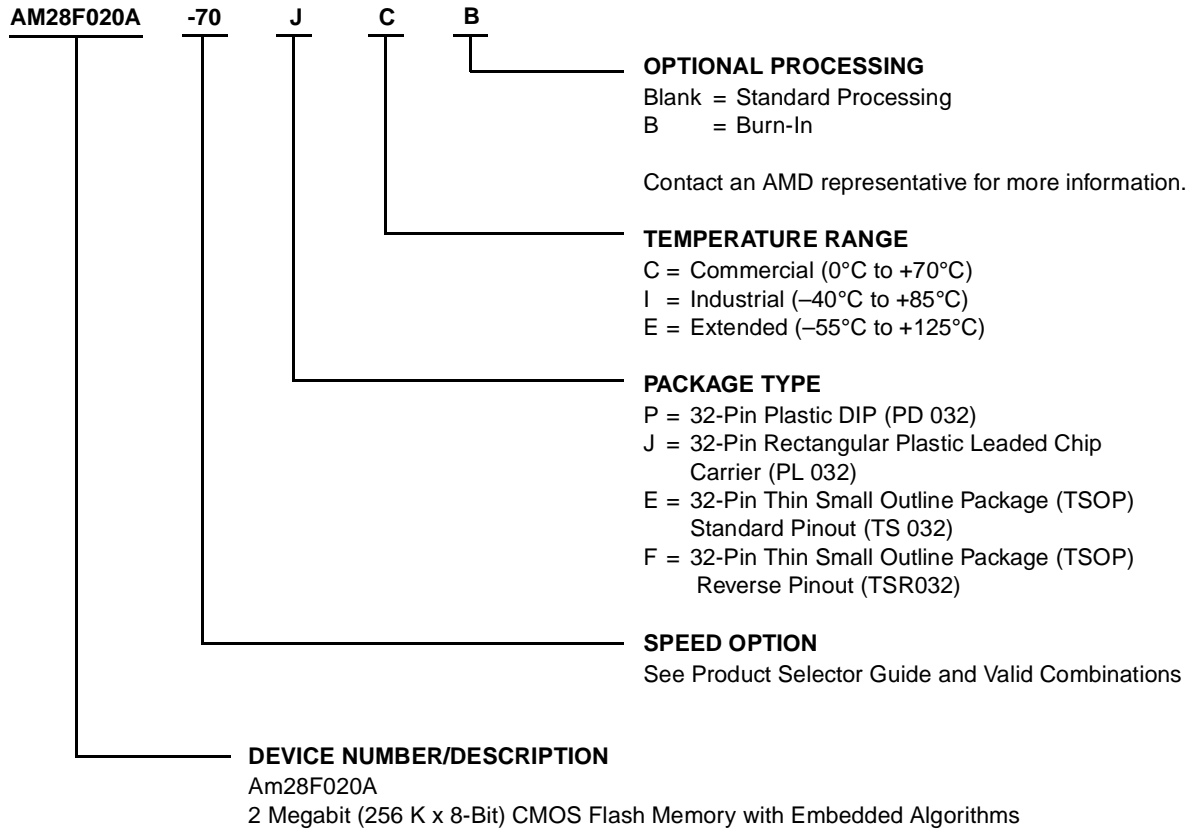 AM28F020A -70 J C B
OPTIONAL PROCESSING
Blank = Standard Processing
B = Burn-In
Contact an AMD representative for more information.
TEMPERATURE RANGE
C = Commercial (0°C to +70°C)
I = Industrial (–40°C to +85°C)
E = Extended (–55°C to +125°C)
PACKAGE TYPE
P = 32-Pin Plastic DIP (PD 032)
J = 32-Pin Rectangular Plastic Leaded Chip
Carrier (PL 032)
E = 32-Pin Thin Small Outline Package (TSOP)
Standard Pinout (TS 032)
F = 32-Pin Thin Small Outline Package (TSOP)
Reverse Pinout (TSR032)
SPEED OPTION
See Product Selector Guide and Valid Combinations
DEVICE NUMBER/DESCRIPTION
Am28F020A
2 Megabit (256 K x 8-Bit) CMOS Flash Memory with Embedded Algorithms